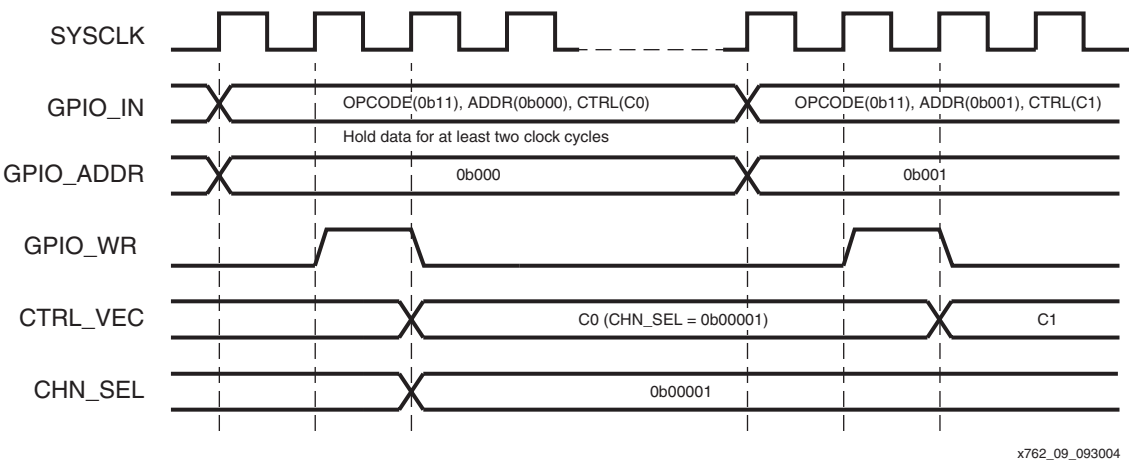 SYSCLK
GPIO_IN
OPCODE(0b11), ADDR(0b000), CTRL(C0)
OPCODE(0b11), ADDR(0b001), CTRL(C1)
Hold data for at least two clock cycles
GPIO_ADDR
0b000
0b001
GPIO_WR
CTRL_VEC
C0 (CHN_SEL = 0b00001)
C1
CHN_SEL
0b00001
x762_09_093004